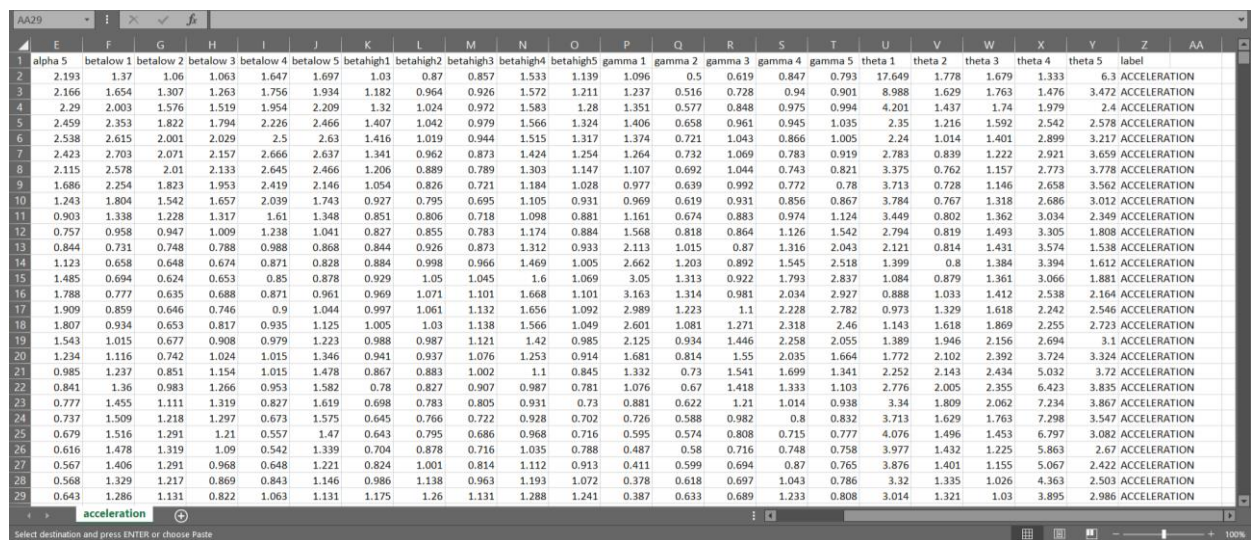 AA29 fx
E F G H I J K L M N O P Q R S T U V W X Y Z AA
1 alpha 5 betalow 1 betalow 2 betalow 3 betalow 4 betalow 5 betahigh1 betahigh2 betahigh3 betahigh4 betahigh5 gamma 1 gamma 2 gamma 3 gamma 4 gamma 5 theta 1 theta 2 theta 3 theta 4 theta 5 label
2 2.193 1.37 1.06 1.063 1.647 1.697 1.03 0.87 0.857 1.533 1.139 1.096 0.5 0.619 0.847 0.793 17.649 1.778 1.679 1.333 6.3 ACCELERATION
3 2.166 1.654 1.307 1.263 1.756 1.934 1.182 0.964 0.926 1.572 1.211 1.237 0.516 0.728 0.94 0.901 8.988 1.629 1.763 1.476 3.472 ACCELERATION
4 2.29 2.003 1.576 1.519 1.954 2.209 1.32 1.024 0.972 1.583 1.28 1.351 0.577 0.848 0.975 0.994 4.201 1.437 1.74 1.979 2.4 ACCELERATION
5 2.459 2.353 1.822 1.794 2.226 2.466 1.407 1.042 0.979 1.566 1.324 1.406 0.658 0.961 0.945 1.035 2.35 1.216 1.592 2.542 2.578 ACCELERATION
6 2.538 2.615 2.001 2.029 2.5 2.63 1.416 1.019 0.944 1.515 1.317 1.374 0.721 1.043 0.866 1.005 2.24 1.014 1.401 2.899 3.217 ACCELERATION
7 2.423 2.703 2.071 2.157 2.666 2.637 1.341 0.962 0.873 1.424 1.254 1.264 0.732 1.069 0.783 0.919 2.783 0.839 1.222 2.921 3.659 ACCELERATION
8 2.115 2.578 2.01 2.133 2.645 2.466 1.206 0.889 0.789 1.303 1.147 1.107 0.692 1.044 0.743 0.821 3.375 0.762 1.157 2.773 3.778 ACCELERATION
9 1.686 2.254 1.823 1.953 2.419 2.146 1.054 0.826 0.721 1.184 1.028 0.977 0.639 0.992 0.772 0.78 3.713 0.728 1.146 2.658 3.562 ACCELERATION
10 1.243 1.804 1.542 1.657 2.039 1.743 0.927 0.795 0.695 1.105 0.931 0.969 0.619 0.931 0.856 0.867 3.784 0.767 1.318 2.686 3.012 ACCELERATION
11 0.903 1.338 1.228 1.317 1.61 1.348 0.851 0.806 0.718 1.098 0.881 1.161 0.674 0.883 0.974 1.124 3.449 0.802 1.362 3.034 2.349 ACCELERATION
12 0.757 0.958 0.947 1.009 1.238 1.041 0.827 0.855 0.783 1.174 0.884 1.568 0.818 0.864 1.126 1.542 2.794 0.819 1.493 3.305 1.808 ACCELERATION
13 0.844 0.731 0.748 0.788 0.988 0.868 0.844 0.926 0.873 1.312 0.933 2.113 1.015 0.87 1.316 2.043 2.121 0.814 1.431 3.574 1.538 ACCELERATION
14 1.123 0.658 0.648 0.674 0.871 0.828 0.884 0.998 0.966 1.469 1.005 2.662 1.203 0.892 1.545 2.518 1.399 0.8 1.384 3.394 1.612 ACCELERATION
15 1.485 0.694 0.624 0.653 0.85 0.878 0.929 1.05 1.045 1.6 1.069 3.05 1.313 0.922 1.793 2.837 1.084 0.879 1.361 3.066 1.881 ACCELERATION
16 1.788 0.777 0.635 0.688 0.871 0.961 0.969 1.071 1.101 1.668 1.101 3.163 1.314 0.981 2.034 2.927 0.888 1.033 1.412 2.538 2.164 ACCELERATION
17 1.909 0.859 0.646 0.746 0.9 1.044 0.997 1.061 1.132 1.656 1.092 2.989 1.223 1.1 2.228 2.782 0.973 1.329 1.618 2.242 2.546 ACCELERATION
18 1.807 0.934 0.653 0.817 0.935 1.125 1.005 1.03 1.138 1.566 1.049 2.601 1.081 1.271 2.318 2.46 1.143 1.618 1.869 2.255 2.723 ACCELERATION
19 1.543 1.015 0.677 0.908 0.979 1.223 0.988 0.987 1.121 1.42 0.985 2.125 0.934 1.446 2.258 2.055 1.389 1.946 2.156 2.694 3.1 ACCELERATION
20 1.234 1.116 0.742 1.024 1.015 1.346 0.941 0.937 1.076 1.253 0.914 1.681 0.814 1.55 2.035 1.664 1.772 2.102 2.392 3.724 3.324 ACCELERATION
21 0.985 1.237 0.851 1.154 1.015 1.478 0.867 0.883 1.002 1.1 0.845 1.332 0.73 1.541 1.699 1.341 2.252 2.143 2.434 5.032 3.72 ACCELERATION
22 0.841 1.36 0.983 1.266 0.953 1.582 0.78 0.827 0.907 0.987 0.781 1.076 0.67 1.418 1.333 1.103 2.776 2.005 2.355 6.423 3.835 ACCELERATION
23 0.777 1.455 1.111 1.319 0.827 1.619 0.698 0.783 0.805 0.931 0.73 0.881 0.622 1.21 1.014 0.938 3.34 1.809 2.062 7.234 3.867 ACCELERATION
24 0.737 1.509 1.218 1.297 0.673 1.575 0.645 0.766 0.722 0.928 0.702 0.726 0.588 0.982 0.8 0.832 3.713 1.629 1.763 7.298 3.547 ACCELERATION
25 0.679 1.516 1.291 1.21 0.557 1.47 0.643 0.795 0.686 0.968 0.716 0.595 0.574 0.808 0.715 0.777 4.076 1.496 1.453 6.797 3.082 ACCELERATION
26 0.616 1.478 1.319 1.09 0.542 1.339 0.704 0.878 0.716 1.035 0.788 0.487 0.58 0.716 0.748 0.758 3.977 1.432 1.225 5.863 2.67 ACCELERATION
27 0.567 1.406 1.291 0.968 0.648 1.221 0.824 1.001 0.814 1.112 0.913 0.411 0.599 0.694 0.87 0.765 3.876 1.401 1.155 5.067 2.422 ACCELERATION
28 0.568 1.329 1.217 0.869 0.843 1.146 0.986 1.138 0.963 1.193 1.072 0.378 0.618 0.697 1.043 0.786 3.32 1.335 1.026 4.363 2.503 ACCELERATION
29 0.643 1.286 1.131 0.822 1.063 1.131 1.175 1.26 1.131 1.288 1.241 0.387 0.633 0.689 1.233 0.808 3.014 1.321 1.03 3.895 2.986 ACCELERATION
acceleration
Select destination and press ENTER or choose Paste 100%